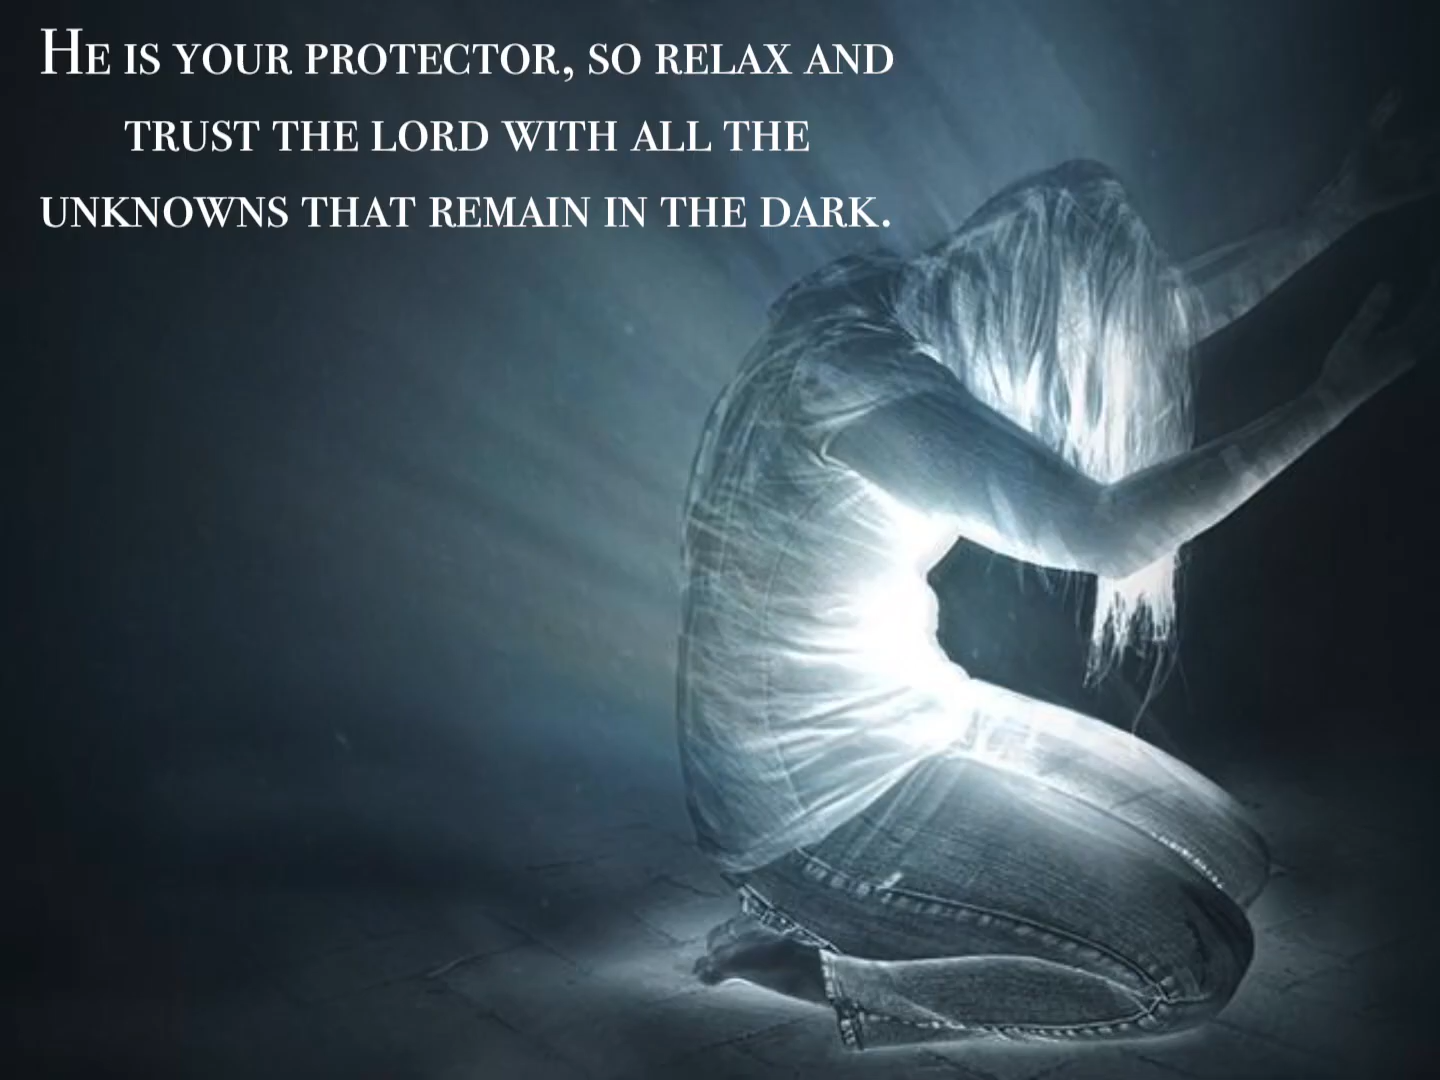 He is your protector, so relax and
trust the lord with all the
unknowns that remain in the dark.